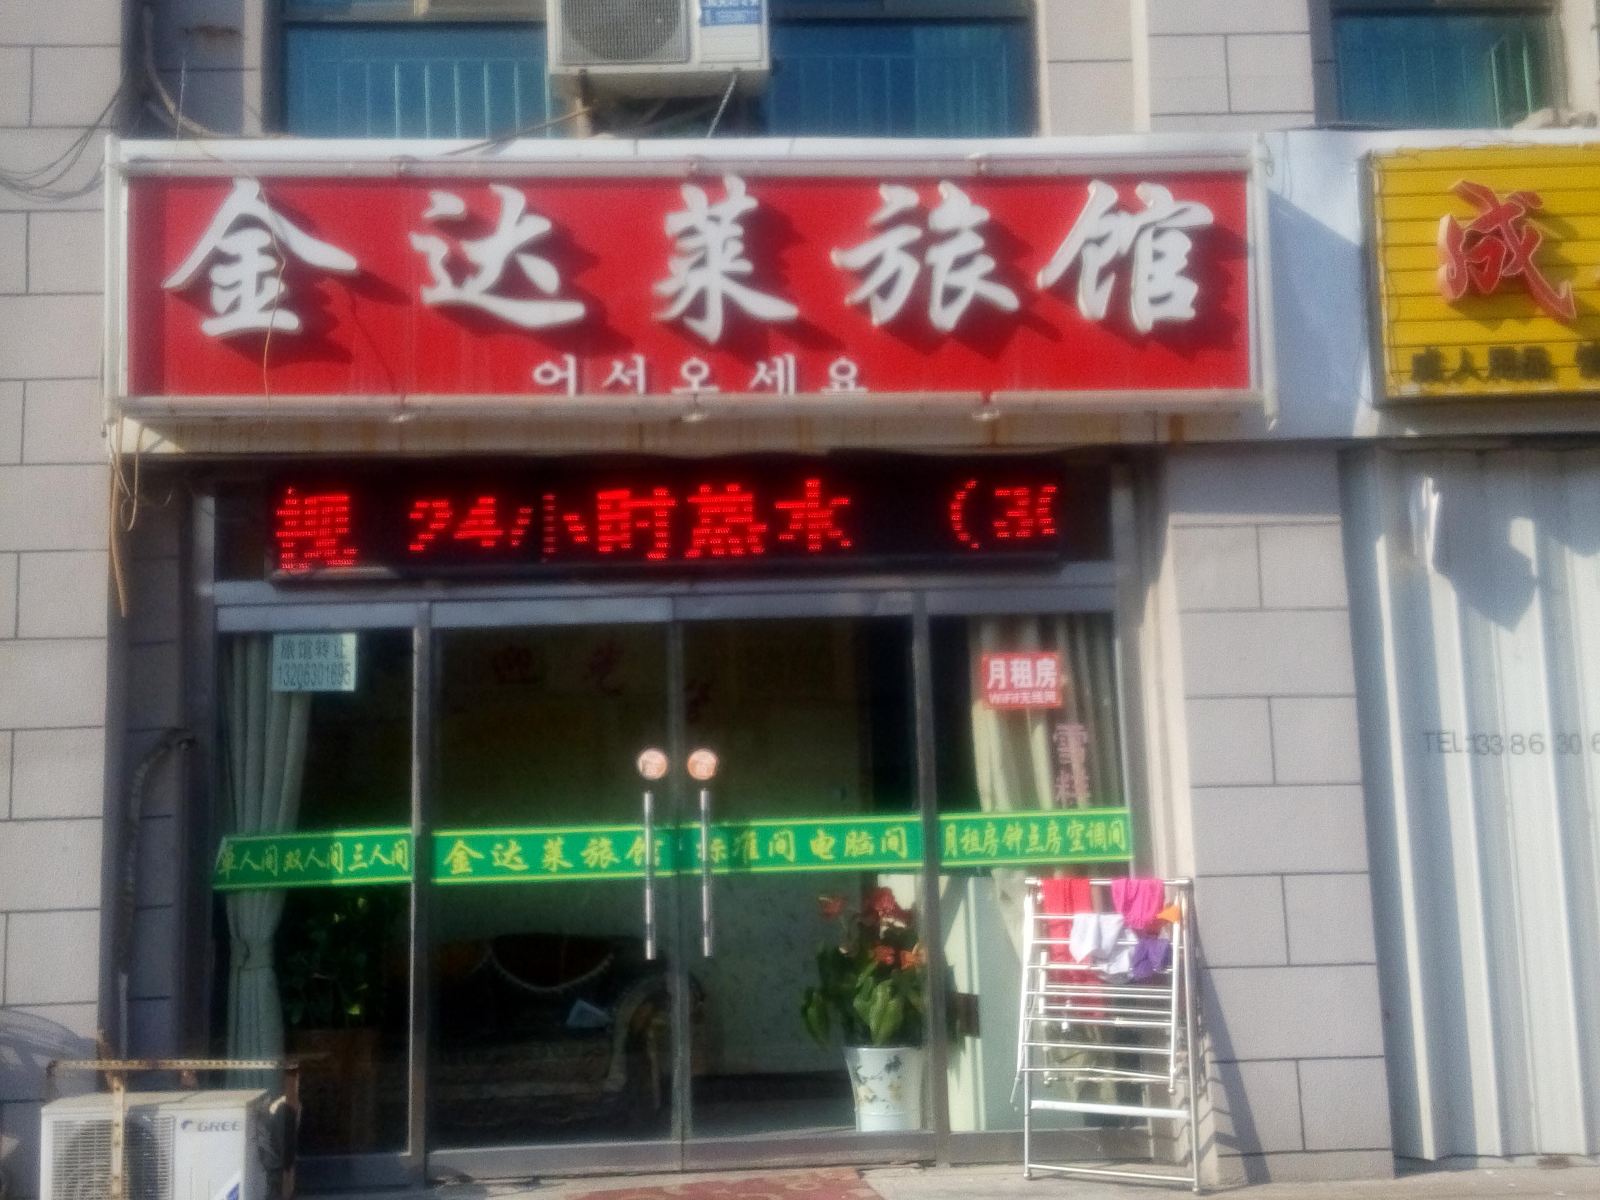 金达莱旅馆
成
어서오세요
成人用品
24小时热水
旅馆转让
13206301695
月租房
WiFi无线网
单人间双人间三人间
金达莱旅馆
标准间电脑间
月租房钟点房空调间
GREE